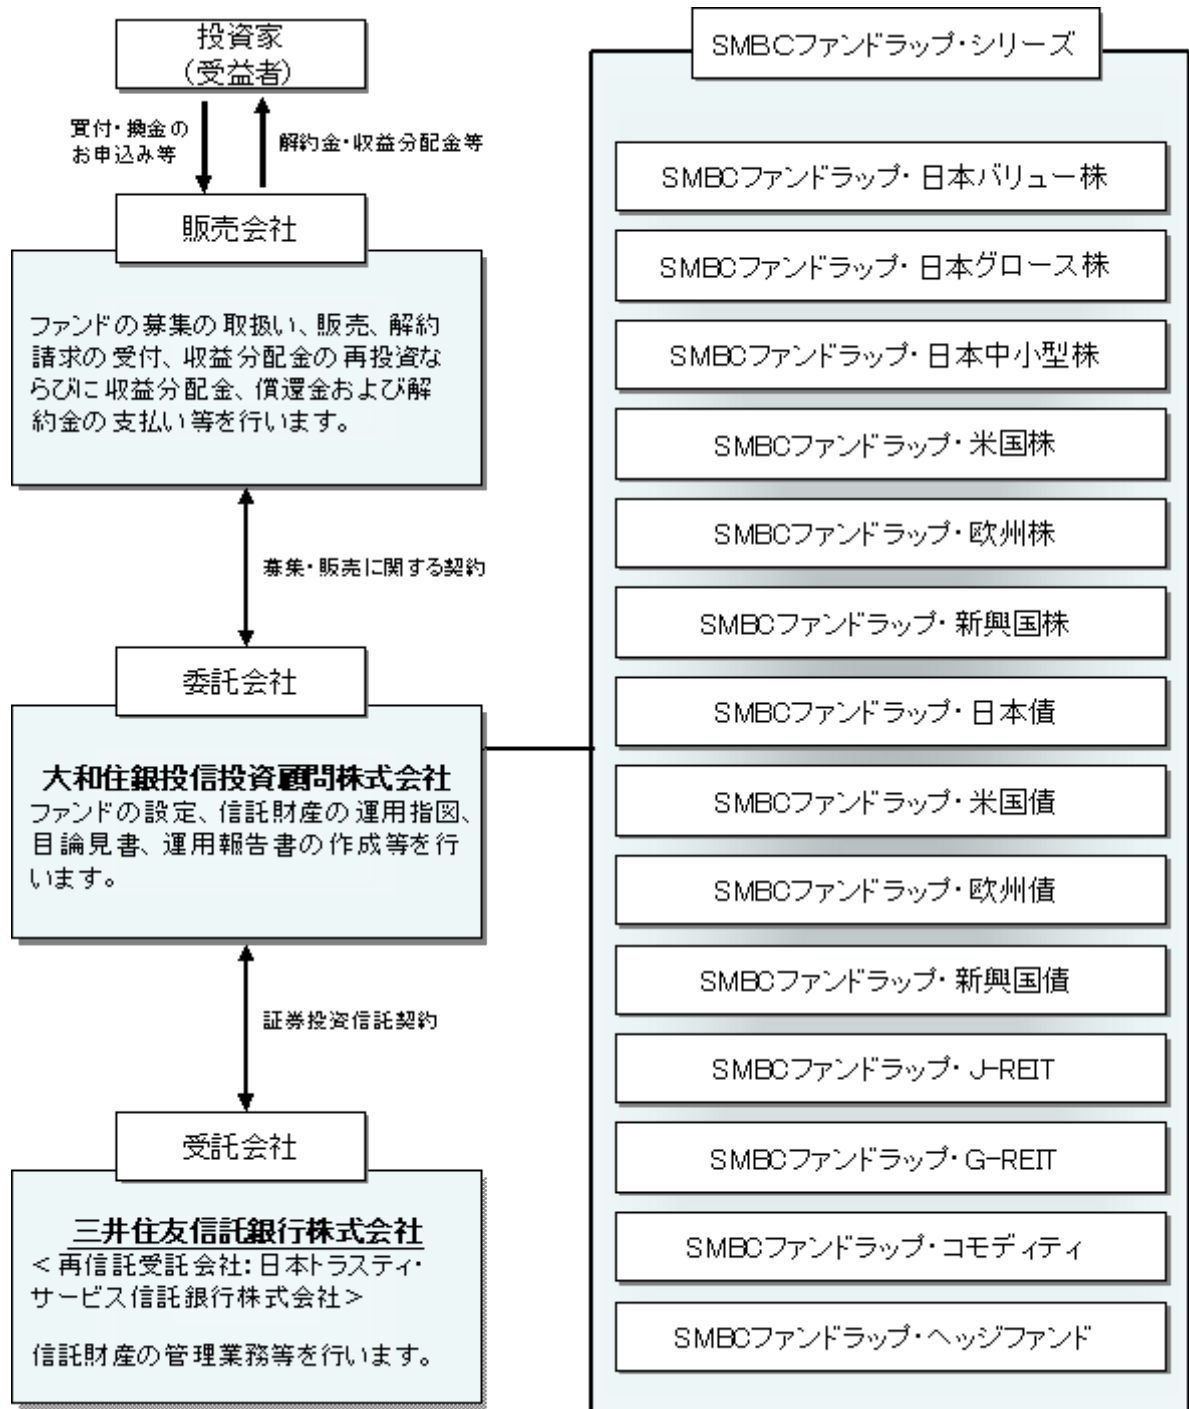 投資家
(受益者)
買付・換金の
お申込み等
解約金・収益分配金等
販売会社
ファンドの募集の取扱い、販売、解約
請求の受付、収益分配金の再投資な
らびに収益分配金、償還金および解
約金の支払い等を行います。
募集・販売に関する契約
委託会社
大和住銀投信投資顧問株式会社
ファンドの設定、信託財産の運用指図、
目論見書、運用報告書の作成等を行
います。
証券投資信託契約
受託会社
三井住友信託銀行株式会社
<再信託受託会社:日本トラスティ・
サービス信託銀行株式会社>
信託財産の管理業務等を行います。
SMBCファンドラップ・シリーズ
SMBCファンドラップ・日本バリュー株
SMBCファンドラップ・日本グロース株
SMBCファンドラップ・日本中小型株
SMBCファンドラップ・米国株
SMBCファンドラップ・欧州株
SMBCファンドラップ・新興国株
SMBCファンドラップ・日本債
SMBCファンドラップ・米国債
SMBCファンドラップ・欧州債
SMBCファンドラップ・新興国債
SMBCファンドラップ・J-REIT
SMBCファンドラップ・G-REIT
SMBCファンドラップ・コモディティ
SMBCファンドラップ・ヘッジファンド